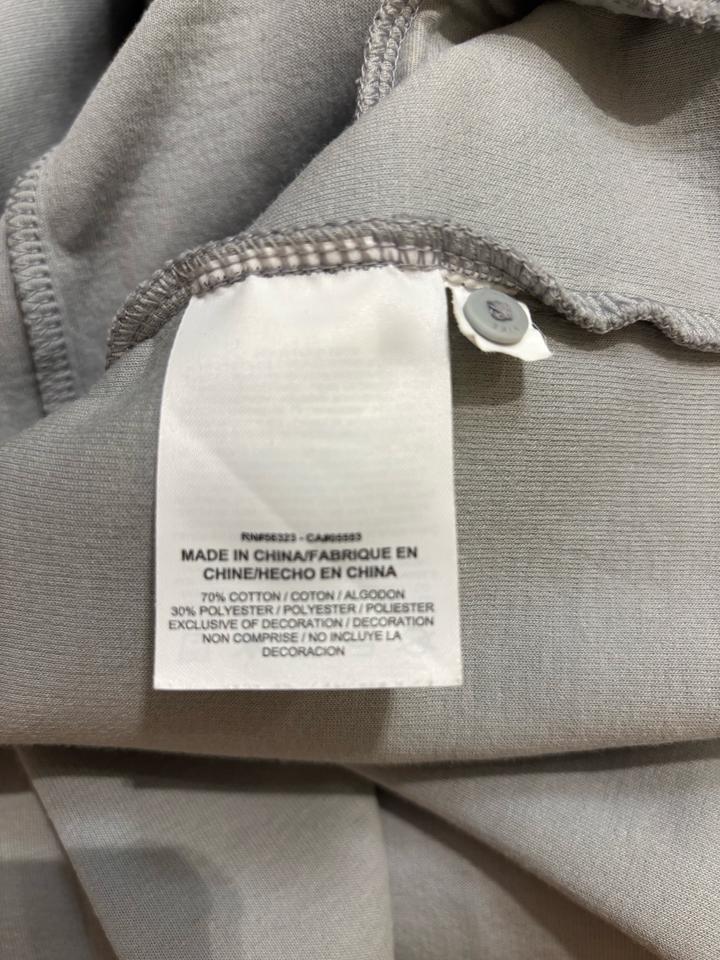 RN#56323 - CA#05553
MADE IN CHINA/FABRIQUE EN
CHINE/HECHO EN CHINA
70% COTTON / COTON / ALGODON
30% POLYESTER / POLYESTER / POLIESTER
EXCLUSIVE OF DECORATION / DECORATION
NON COMPRISE / NO INCLUYE LA
DECORACION